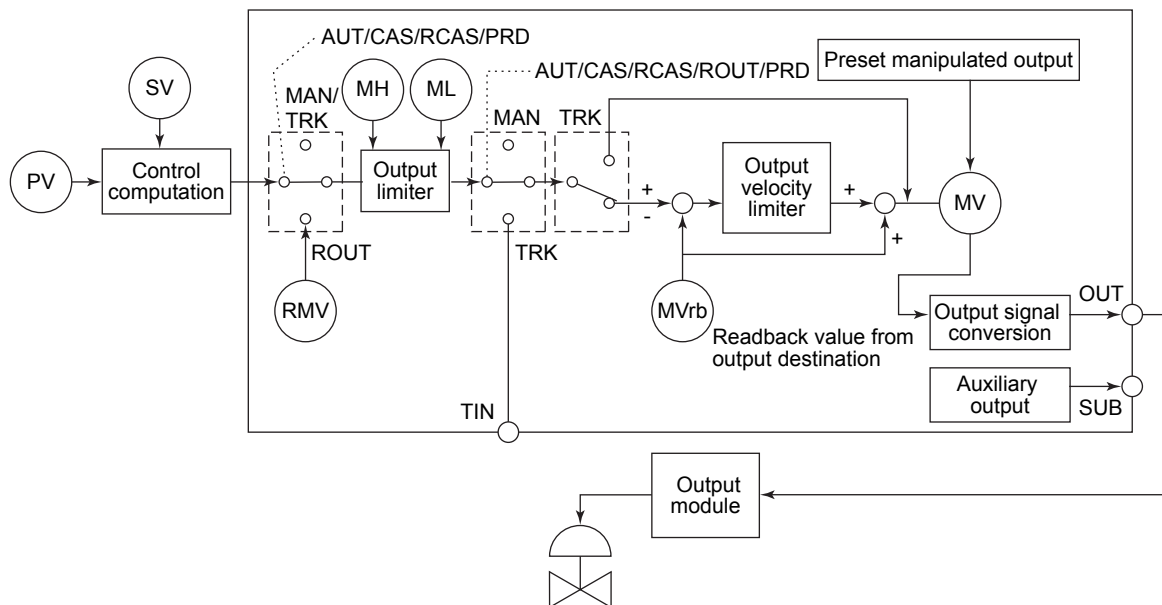 AUT/CAS/RCAS/PRD
AUT/CAS/RCAS/ROUT/PRD
Preset manipulated output
SV
MAN/
TRK
MH
ML
MAN
TRK
PV
Control
computation
Output
limiter
Output
velocity
limiter
+
-
+
+
MV
ROUT
TRK
RMV
MVrb
Readback value from
output destination
OUT
Output signal
conversion
Auxiliary
output
SUB
TIN
Output
module